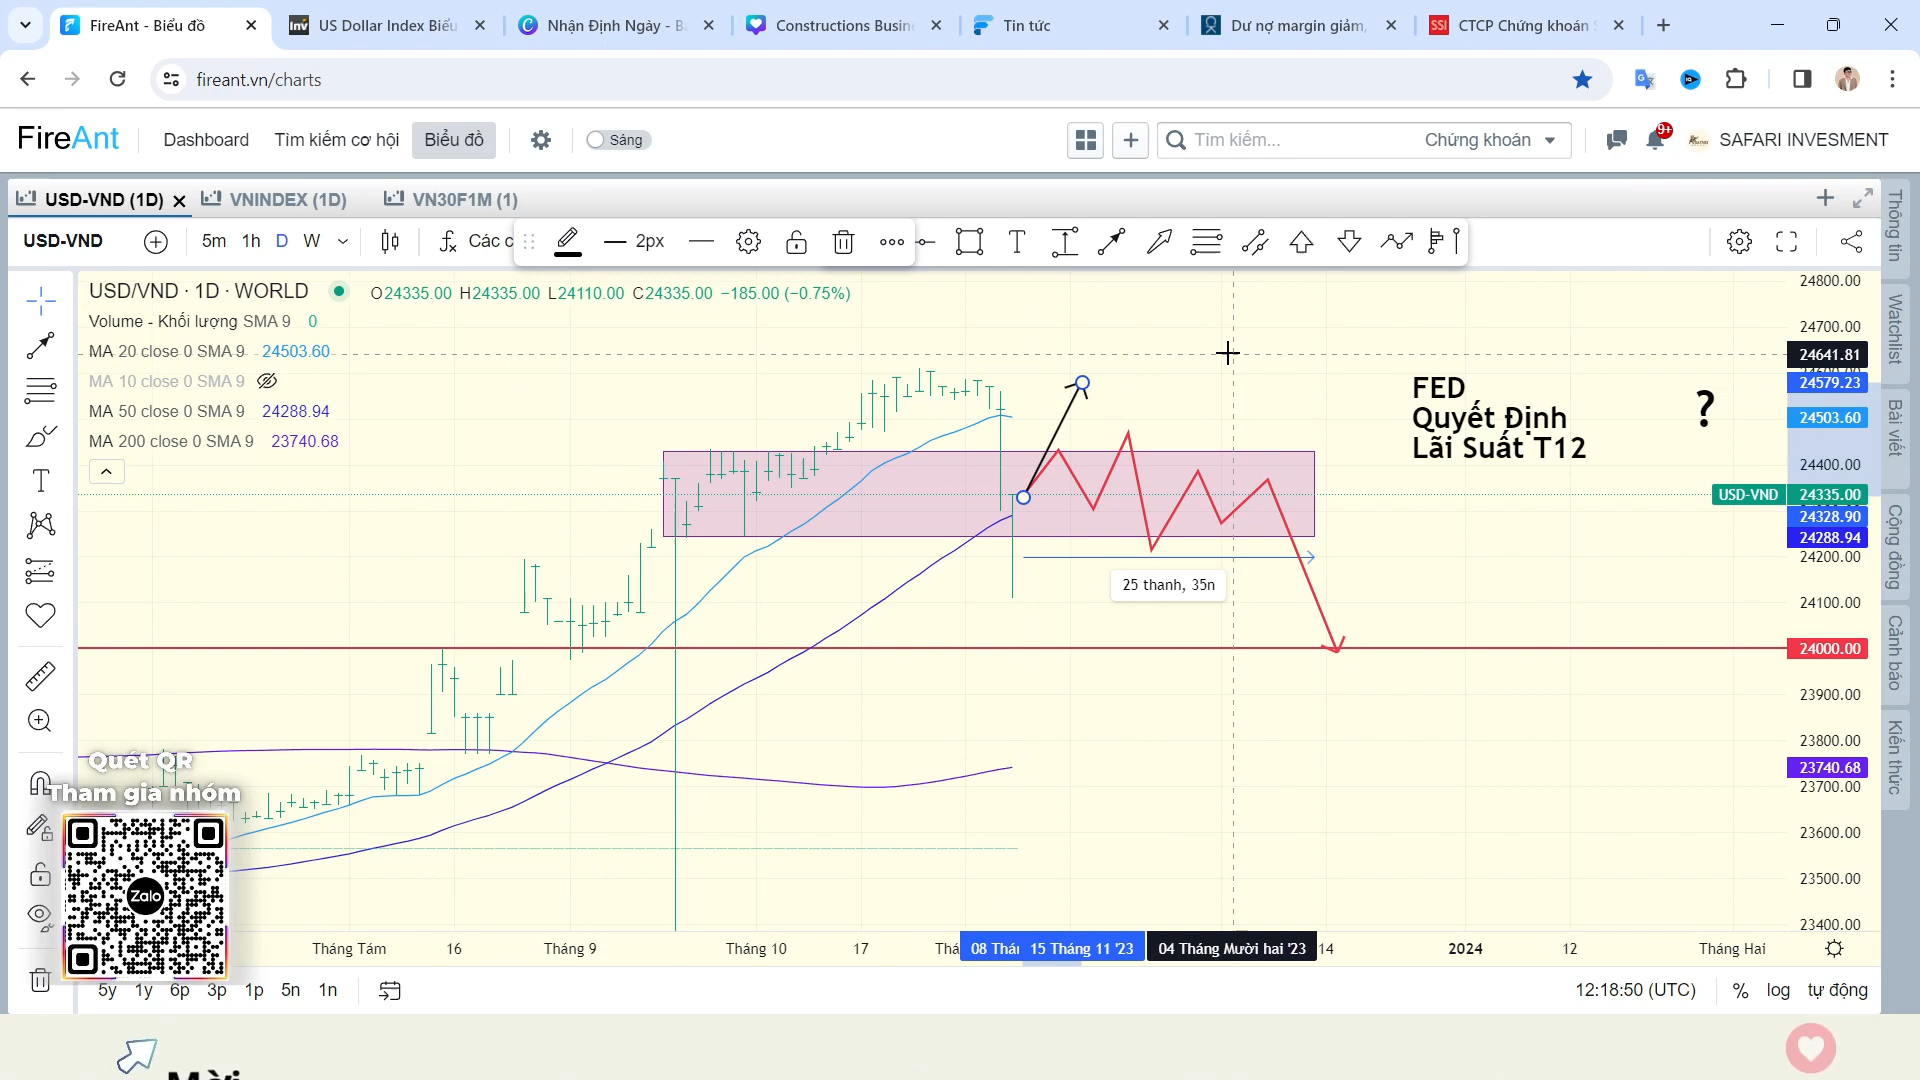 FireAnt - Biểu đồ
US Dollar Index Biểu
Nhận Định Ngày - B
Constructions Busin
Tin tức
Dư nợ margin giảm,
SSI
CTCP Chứng khoán S
fireant.vn/charts
FireAnt
Dashboard
Tìm kiếm cơ hội
Biểu đồ
Sáng
Tìm kiếm...
Chứng khoán
9+
SAFARI INVESMENT
USD-VND (1D)
VNINDEX (1D)
VN30F1M (1)
USD-VND
5m
1h
D
W
Các c
2px
USD/VND · 1D · WORLD
O24335.00 H24335.00 L24110.00 C24335.00 −185.00 (−0.75%)
Volume - Khối lượng SMA 9 0
MA 20 close 0 SMA 9 24503.60
MA 10 close 0 SMA 9
MA 50 close 0 SMA 9 24288.94
MA 200 close 0 SMA 9 23740.68
FED
Quyết Định
Lãi Suất T12
?
25 thanh, 35n
24800.00
24700.00
24641.81
24579.23
24503.60
24400.00
USD-VND 24335.00
24328.90
24288.94
24200.00
24100.00
24000.00
23900.00
23800.00
23740.68
23700.00
23600.00
23500.00
23400.00
Thông tin
Watchlist
Bài viết
Cộng đồng
Cảnh báo
Kiến thức
Quét QR
Tham gia nhóm
Zalo
Tháng Tám
16
Tháng 9
Tháng 10
17
Thá
08 Thá
15 Tháng 11 '23
04 Tháng Mười hai '23
14
2024
12
Tháng Hai
5y
1y
6p
3p
1p
5n
1n
12:18:50 (UTC)
%
log
tự động
Mời